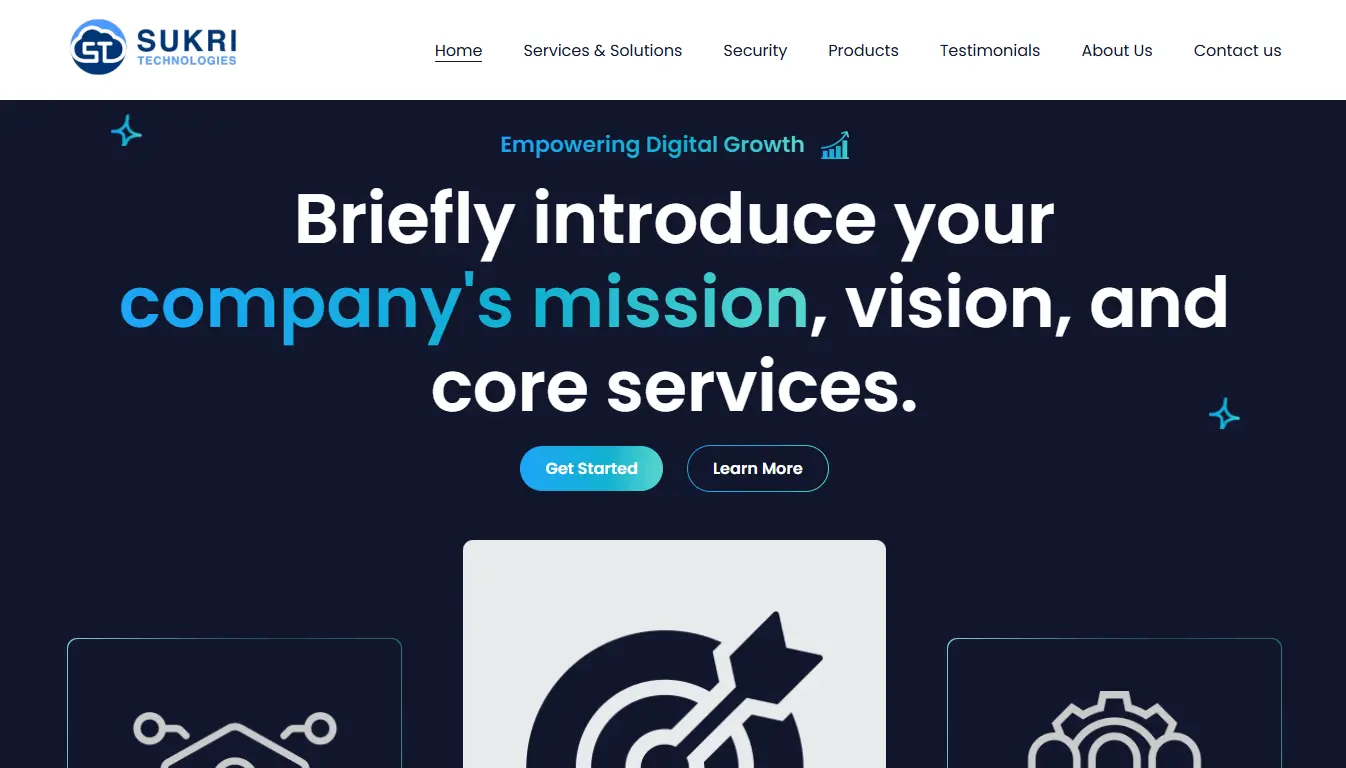 ST SUKRI
TECHNOLOGIES
Home Services & Solutions Security Products Testimonials About Us Contact us
Empowering Digital Growth
Briefly introduce your
company's mission, vision, and
core services.
Get Started Learn More